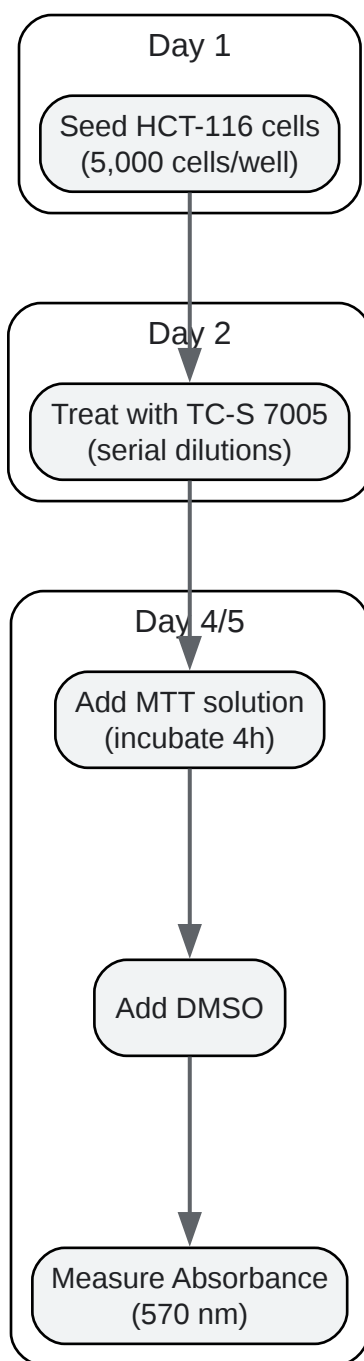 Day 1
Seed HCT-116 cells
(5,000 cells/well)
Day 2
Treat with TC-S 7005
(serial dilutions)
Day 4/5
Add MTT solution
(incubate 4h)
Add DMSO
Measure Absorbance
(570 nm)